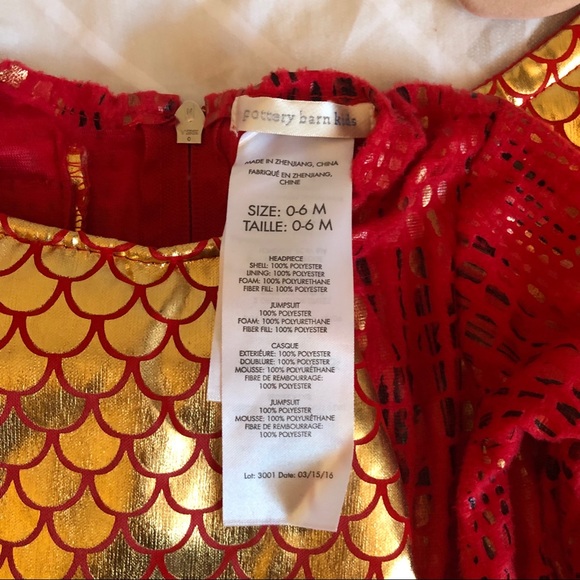 pottery barn kids
MADE IN ZHENJIANG, CHINA
FABRIQUÉ EN ZHENJIANG,
CHINE
SIZE: 0-6 M
TAILLE: 0-6 M
HEADPIECE
SHELL: 100% POLYESTER
LINING: 100% POLYESTER
FOAM: 100% POLYURETHANE
FIBER FILL: 100% POLYESTER
JUMPSUIT
100% POLYESTER
FOAM: 100% POLYURETHANE
FIBER FILL: 100% POLYESTER
CASQUE
EXTERIÉURE: 100% POLYESTER
DOUBLURE: 100% POLYESTER
MOUSSE: 100% POLYURÉTHANE
FIBRE DE REMBOURRAGE:
100% POLYESTER
JUMPSUIT
100% POLYESTER
MOUSSE: 100% POLYURÉTHANE
FIBRE DE REMBOURRAGE:
100% POLYESTER
Lot: 3001 Date: 03/15/16